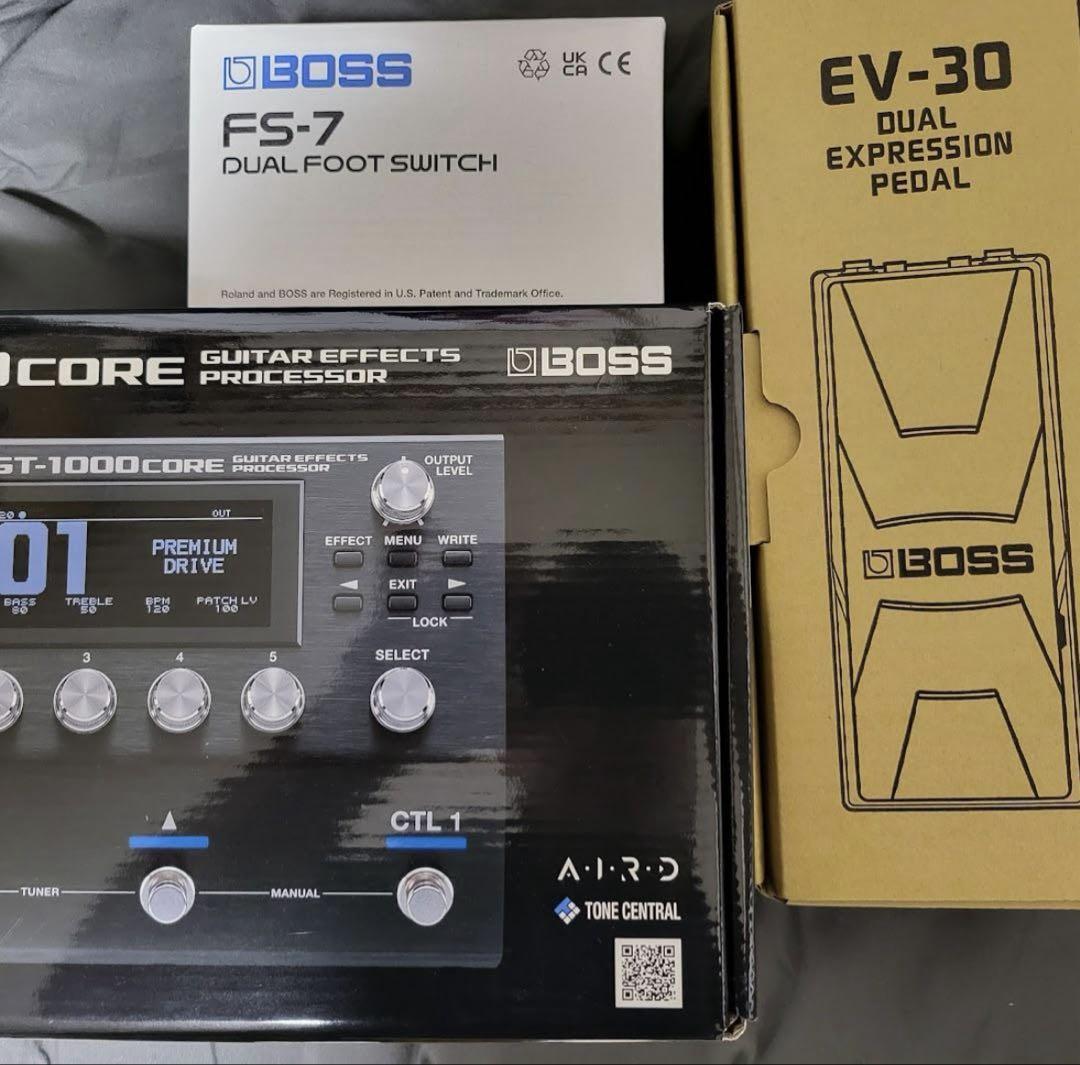 BOSS
UK
CA CE
FS-7
DUAL FOOT SWITCH
Roland and BOSS are Registered in U.S. Patent and Trademark Office.
EV-30
DUAL
EXPRESSION
PEDAL
BOSS
CORE
GUITAR EFFECTS
PROCESSOR
BOSS
GT-1000CORE
GUITAR EFFECTS
PROCESSOR
OUTPUT
LEVEL
OUT
01
PREMIUM
DRIVE
BASS TREBLE BPM PATCH LV
80 50 120 100
EFFECT MENU WRITE
EXIT
LOCK
3 4 5
SELECT
CTL 1
TUNER
MANUAL
A·I·R·D
TONE CENTRAL